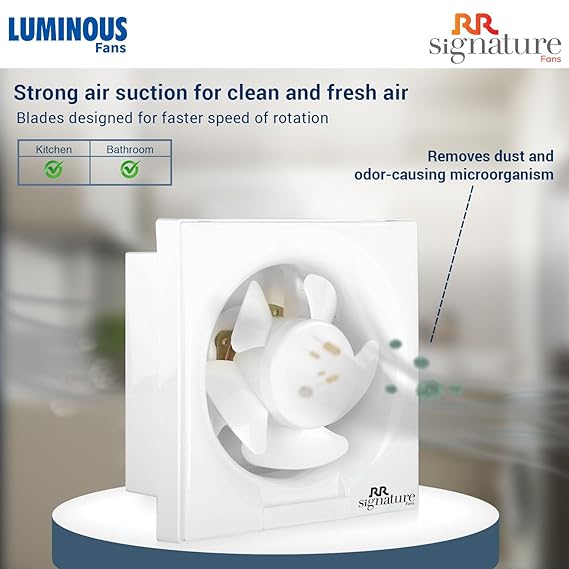 LUMINOUS
Fans
RR
signature
Fans
Strong air suction for clean and fresh air
Blades designed for faster speed of rotation
Kitchen Bathroom
Removes dust and
odor-causing microorganism
RR
signature
Fans